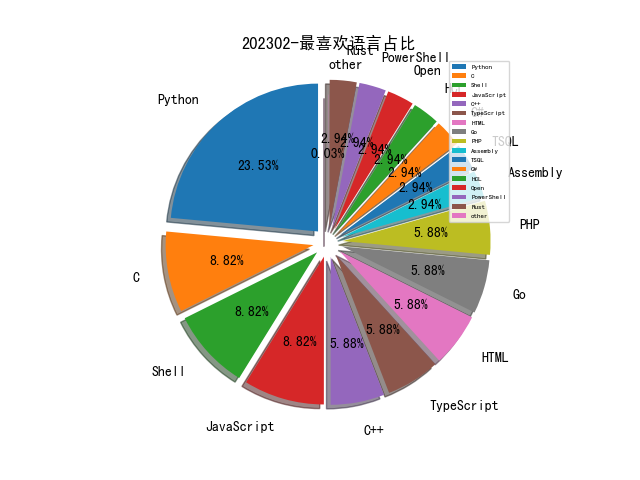 202302-最喜欢语言占比
Rust
other
PowerShell
Open
Python
TSQL
Assembly
PHP
Go
HTML
TypeScript
C++
JavaScript
Shell
C
23.53%
8.82%
8.82%
8.82%
5.88%
5.88%
5.88%
5.88%
5.88%
2.94%
2.94%
2.94%
2.94%
2.94%
2.94%
2.94%
0.03%
Python
C
Shell
JavaScript
C++
TypeScript
HTML
Go
PHP
Assembly
TSQL
C#
HCL
Open
PowerShell
Rust
other